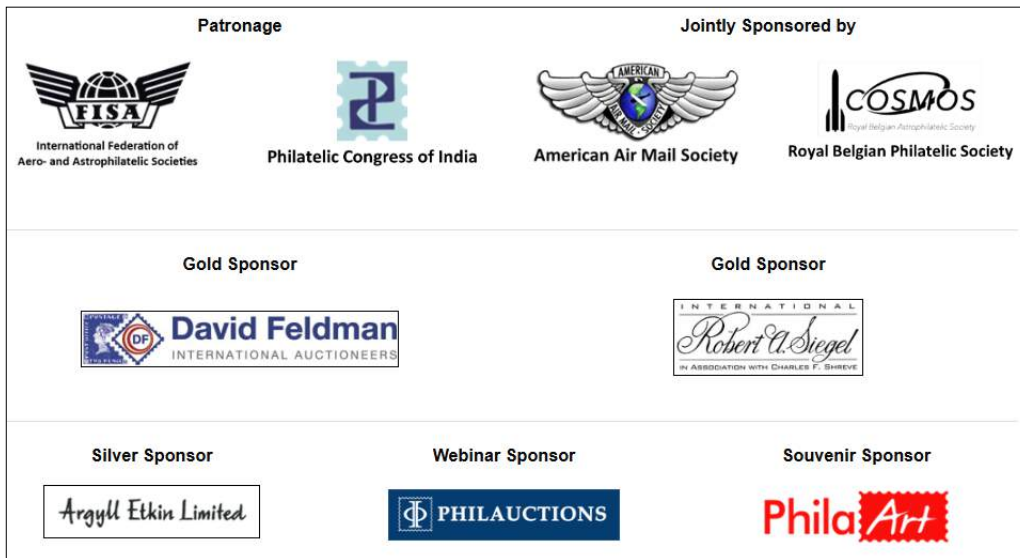 Patronage
Jointly Sponsored by
FISA
International Federation of
Aero- and Astrophilatelic Societies
Philatelic Congress of India
AMERICAN
AIR MAIL · SOCIETY
American Air Mail Society
COSMOS
Royal Belgian Astrophilatelic Society
Royal Belgian Philatelic Society
Gold Sponsor
Gold Sponsor
POSTAGE
DF
David Feldman
INTERNATIONAL AUCTIONEERS
INTERNATIONAL
Robert A. Siegel
IN ASSOCIATION WITH CHARLES F. SHREVE
Silver Sponsor
Webinar Sponsor
Souvenir Sponsor
Argyll Etkin Limited
PHILAUCTIONS
PhilaArt